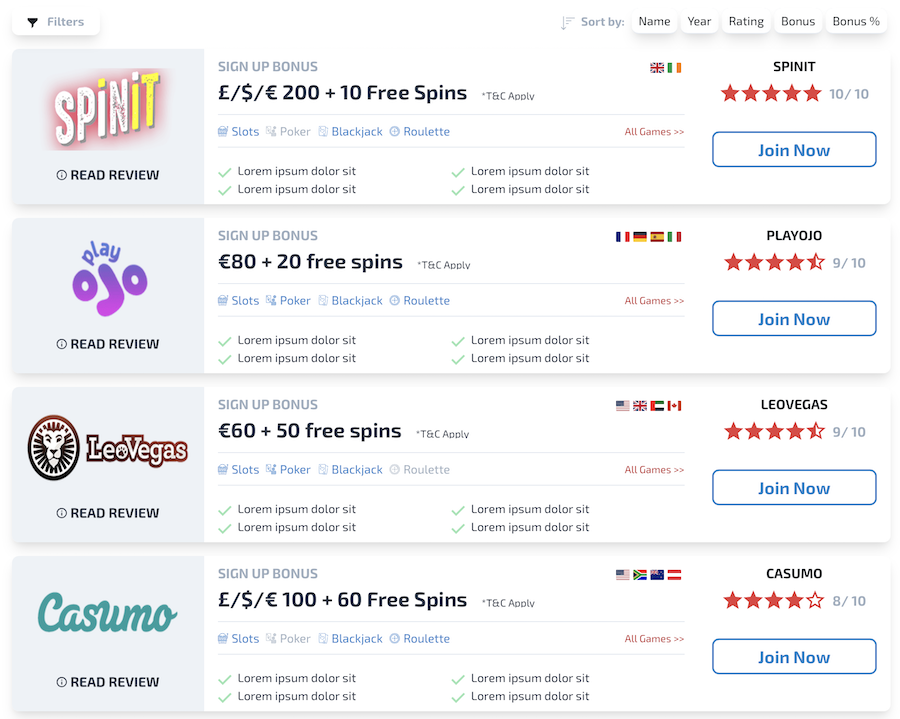 Filters
Sort by: Name Year Rating Bonus Bonus %
SPINIT
READ REVIEW
SIGN UP BONUS
£/$/€ 200 + 10 Free Spins *T&C Apply
Slots Poker Blackjack Roulette All Games >>
Lorem ipsum dolor sit Lorem ipsum dolor sit
Lorem ipsum dolor sit Lorem ipsum dolor sit
SPINIT
10/ 10
Join Now
play
OJO
READ REVIEW
SIGN UP BONUS
€80 + 20 free spins *T&C Apply
Slots Poker Blackjack Roulette All Games >>
Lorem ipsum dolor sit Lorem ipsum dolor sit
Lorem ipsum dolor sit Lorem ipsum dolor sit
PLAYOJO
9/ 10
Join Now
LeoVegas
READ REVIEW
SIGN UP BONUS
€60 + 50 free spins *T&C Apply
Slots Poker Blackjack Roulette All Games >>
Lorem ipsum dolor sit Lorem ipsum dolor sit
Lorem ipsum dolor sit Lorem ipsum dolor sit
LEOVEGAS
9/ 10
Join Now
Casumo
READ REVIEW
SIGN UP BONUS
£/$/€ 100 + 60 Free Spins *T&C Apply
Slots Poker Blackjack Roulette All Games >>
Lorem ipsum dolor sit Lorem ipsum dolor sit
Lorem ipsum dolor sit Lorem ipsum dolor sit
CASUMO
8/ 10
Join Now